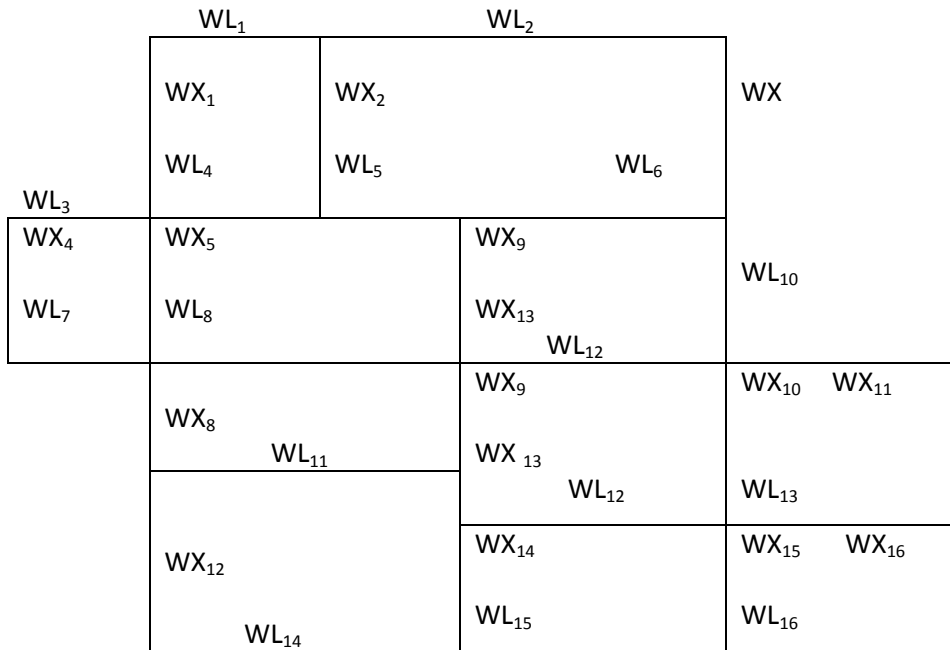 WL₁ WL₂
WX₁ WX₂ WX
WL₄ WL₅ WL₆
WL₃
WX₄ WX₅ WX₉
WL₁₀
WL₇ WL₈ WX₁₃
WL₁₂
WX₉ WX₁₀ WX₁₁
WX₈
WL₁₁ WX ₁₃
WL₁₂ WL₁₃
WX₁₄ WX₁₅ WX₁₆
WX₁₂
WL₁₅ WL₁₆
WL₁₄